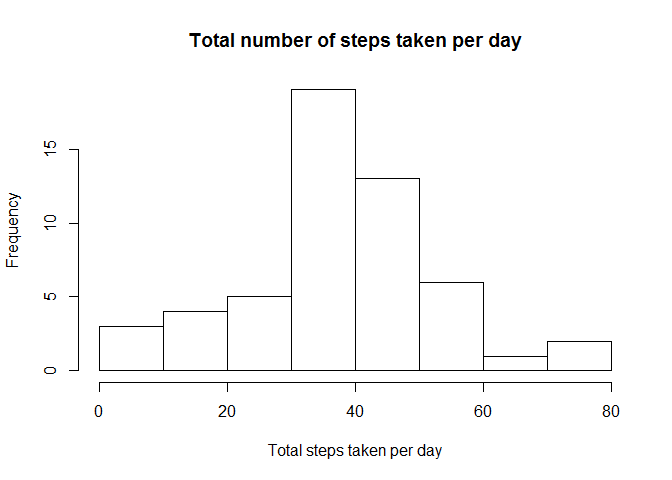 Total number of steps taken per day
Frequency
15
10
5
0
0 20 40 60 80
Total steps taken per day